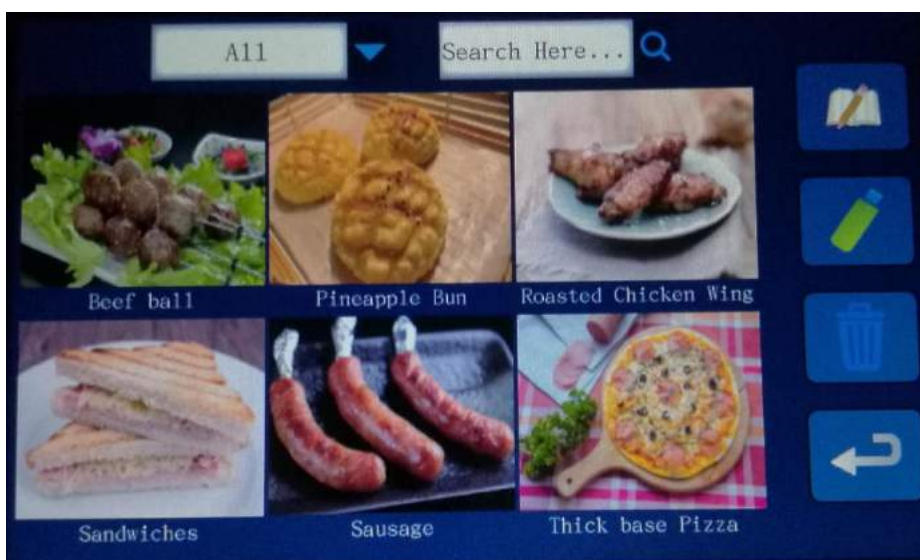 All
Search Here...
Beef ball
Pineapple Bun
Roasted Chicken Wing
Sandwiches
Sausage
Thick base Pizza